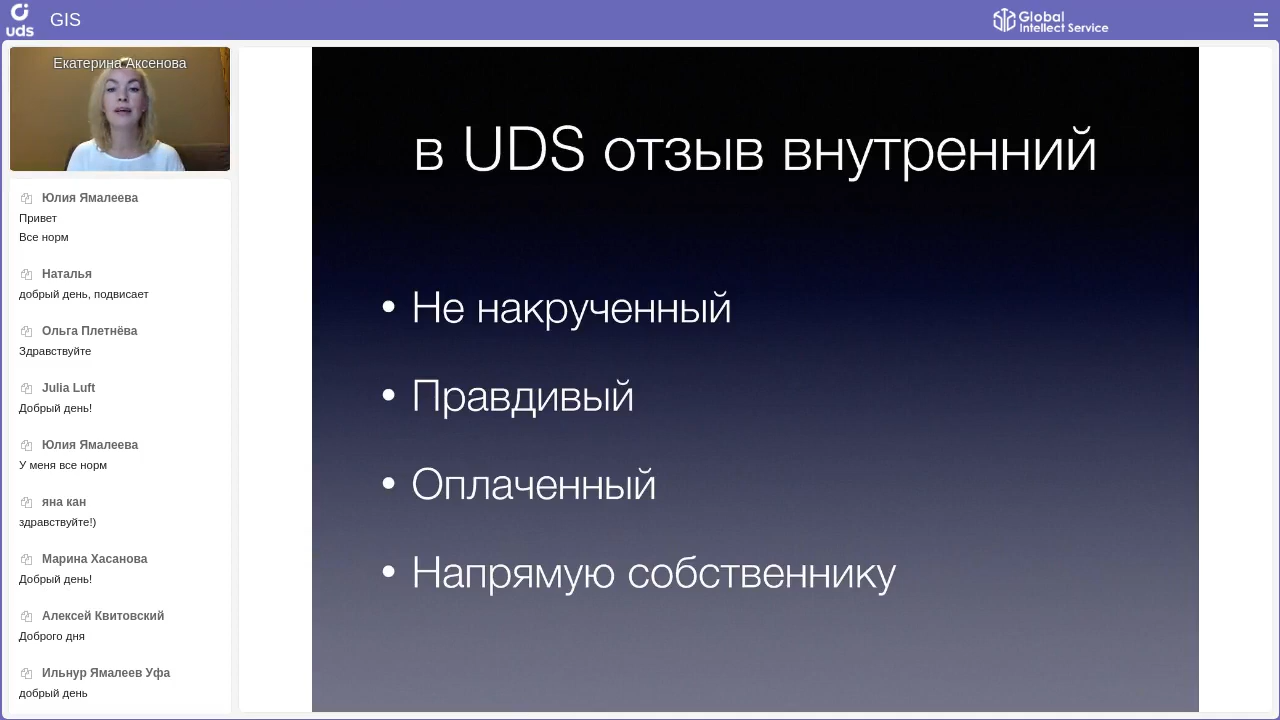 uds
GIS
Global
Intellect Service
Екатерина Аксенова
в UDS отзыв внутренний
• Не накрученный
• Правдивый
• Оплаченный
• Напрямую собственнику
Юлия Ямалеева
Привет
Все норм
Наталья
добрый день, подвисает
Ольга Плетнёва
Здравствуйте
Julia Luft
Добрый день!
Юлия Ямалеева
У меня все норм
яна кан
здравствуйте!)
Марина Хасанова
Добрый день!
Алексей Квитовский
Доброго дня
Ильнур Ямалеев Уфа
добрый день